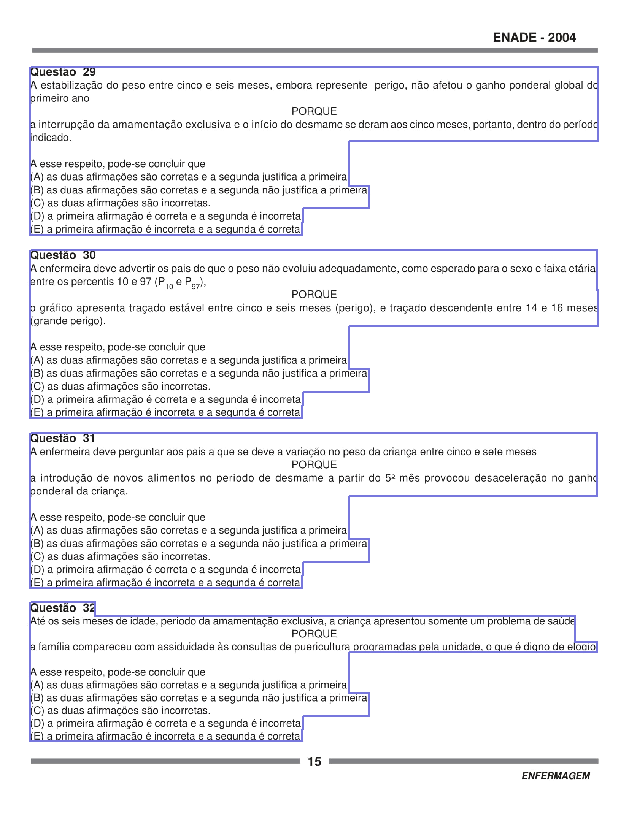 ENADE - 2004
Questão 29
A estabilização do peso entre cinco e seis meses, embora represente perigo, não afetou o ganho ponderal global do
primeiro ano
PORQUE
a interrupção da amamentação exclusiva e o início do desmame se deram aos cinco meses, portanto, dentro do período
indicado.
A esse respeito, pode-se concluir que
(A) as duas afirmações são corretas e a segunda justifica a primeira.
(B) as duas afirmações são corretas e a segunda não justifica a primeira.
(C) as duas afirmações são incorretas.
(D) a primeira afirmação é correta e a segunda é incorreta.
(E) a primeira afirmação é incorreta e a segunda é correta.
Questão 30
A enfermeira deve advertir os pais de que o peso não evoluiu adequadamente, como esperado para o sexo e faixa etária,
entre os percentis 10 e 97 (P10 e P97),
PORQUE
o gráfico apresenta traçado estável entre cinco e seis meses (perigo), e traçado descendente entre 14 e 16 meses
(grande perigo).
A esse respeito, pode-se concluir que
(A) as duas afirmações são corretas e a segunda justifica a primeira.
(B) as duas afirmações são corretas e a segunda não justifica a primeira.
(C) as duas afirmações são incorretas.
(D) a primeira afirmação é correta e a segunda é incorreta.
(E) a primeira afirmação é incorreta e a segunda é correta.
Questão 31
A enfermeira deve perguntar aos pais a que se deve a variação no peso da criança entre cinco e sete meses
PORQUE
a introdução de novos alimentos no período de desmame a partir do 5º mês provocou desaceleração no ganho
ponderal da criança.
A esse respeito, pode-se concluir que
(A) as duas afirmações são corretas e a segunda justifica a primeira.
(B) as duas afirmações são corretas e a segunda não justifica a primeira.
(C) as duas afirmações são incorretas.
(D) a primeira afirmação é correta e a segunda é incorreta.
(E) a primeira afirmação é incorreta e a segunda é correta.
Questão 32
Até os seis meses de idade, período da amamentação exclusiva, a criança apresentou somente um problema de saúde
PORQUE
a família compareceu com assiduidade às consultas de puericultura programadas pela unidade, o que é digno de elogio.
A esse respeito, pode-se concluir que
(A) as duas afirmações são corretas e a segunda justifica a primeira.
(B) as duas afirmações são corretas e a segunda não justifica a primeira.
(C) as duas afirmações são incorretas.
(D) a primeira afirmação é correta e a segunda é incorreta.
(E) a primeira afirmação é incorreta e a segunda é correta.
15
ENFERMAGEM